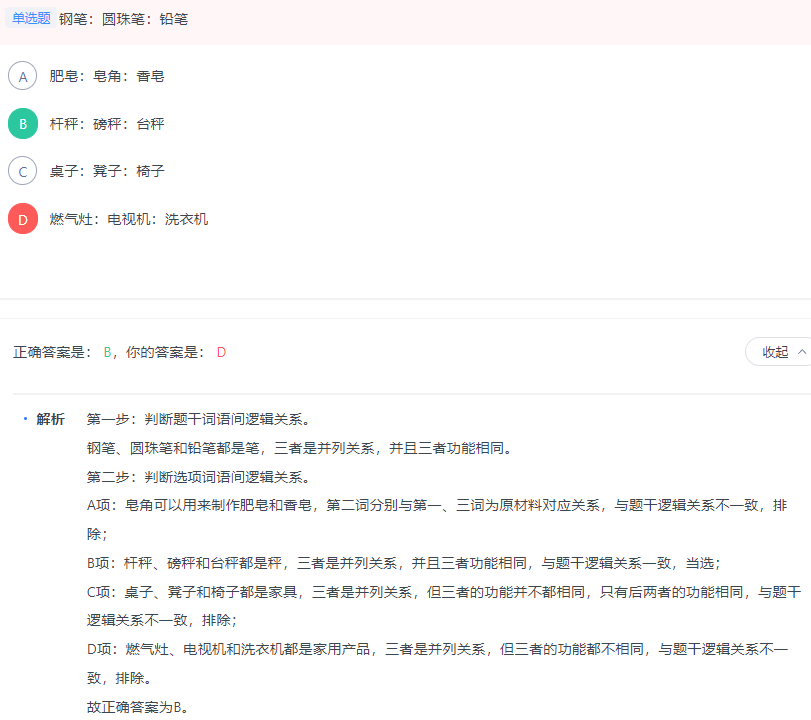 单选题 钢笔：圆珠笔：铅笔
A 肥皂：皂角：香皂
B 杆秤：磅秤：台秤
C 桌子：凳子：椅子
D 燃气灶：电视机：洗衣机
正确答案是： B，你的答案是： D
收起
解析 第一步：判断题干词语间逻辑关系。
钢笔、圆珠笔和铅笔都是笔，三者是并列关系，并且三者功能相同。
第二步：判断选项词语间逻辑关系。
A项：皂角可以用来制作肥皂和香皂，第二词分别与第一、三词为原材料对应关系，与题干逻辑关系不一致，排
除；
B项：杆秤、磅秤和台秤都是秤，三者是并列关系，并且三者功能相同，与题干逻辑关系一致，当选；
C项：桌子、凳子和椅子都是家具，三者是并列关系，但三者的功能并不都相同，只有后两者的功能相同，与题干
逻辑关系不一致，排除；
D项：燃气灶、电视机和洗衣机都是家用产品，三者是并列关系，但三者的功能都不相同，与题干逻辑关系不一
致，排除。
故正确答案为B。